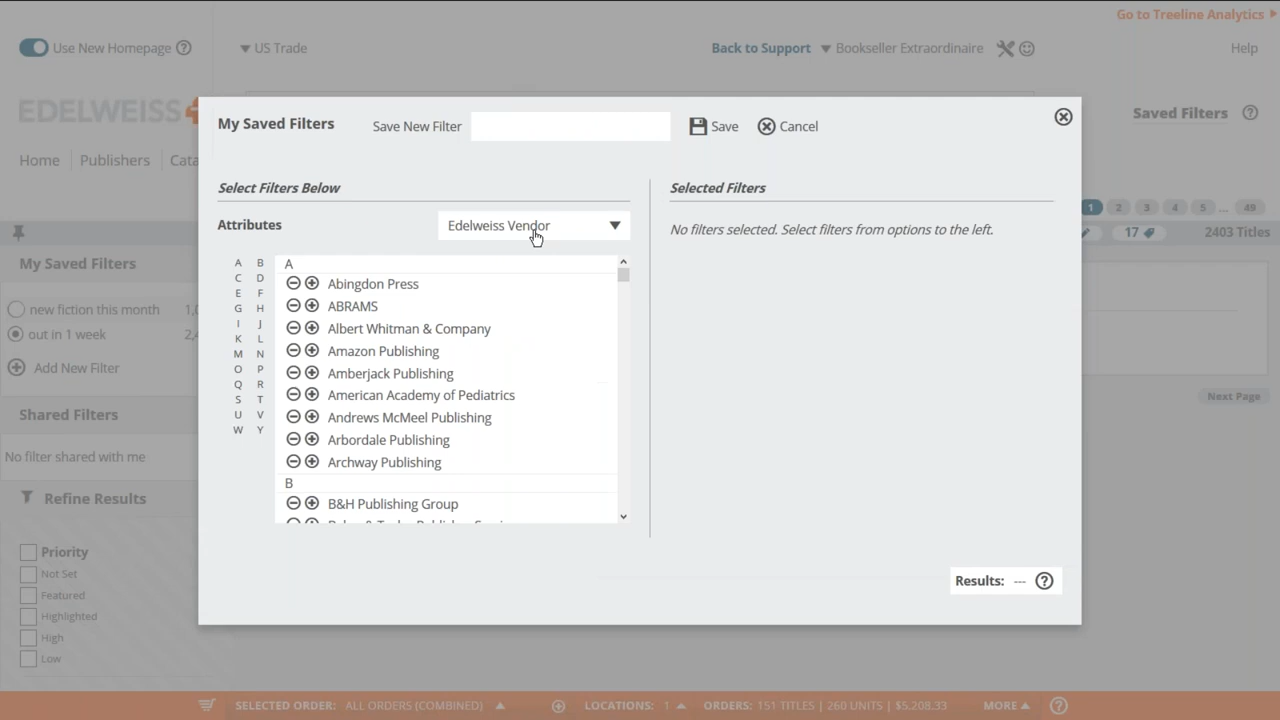 Go to Treeline Analytics
Use New Homepage
US Trade
Back to Support
Bookseller Extraordinaire
Help
EDELWEISS
Saved Filters
Home
Publishers
Cata
My Saved Filters
Save New Filter
Save
Cancel
Select Filters Below
Selected Filters
Attributes
Edelweiss Vendor
No filters selected. Select filters from options to the left.
1 2 3 4 5 ... 49
17
2403 Titles
A B
C D
E F
G H
I J
K L
M N
O P
Q R
S T
U V
W Y
A
Abingdon Press
ABRAMS
Albert Whitman & Company
Amazon Publishing
Amberjack Publishing
American Academy of Pediatrics
Andrews McMeel Publishing
Arbordale Publishing
Archway Publishing
B
B&H Publishing Group
My Saved Filters
new fiction this month 1,0
out in 1 week 2,4
Add New Filter
Shared Filters
No filter shared with me
Refine Results
Priority
Not Set
Featured
Highlighted
High
Low
Next Page
Results: ---
SELECTED ORDER: ALL ORDERS (COMBINED)
LOCATIONS: 1
ORDERS: 151 TITLES | 260 UNITS | $5,208.33
MORE